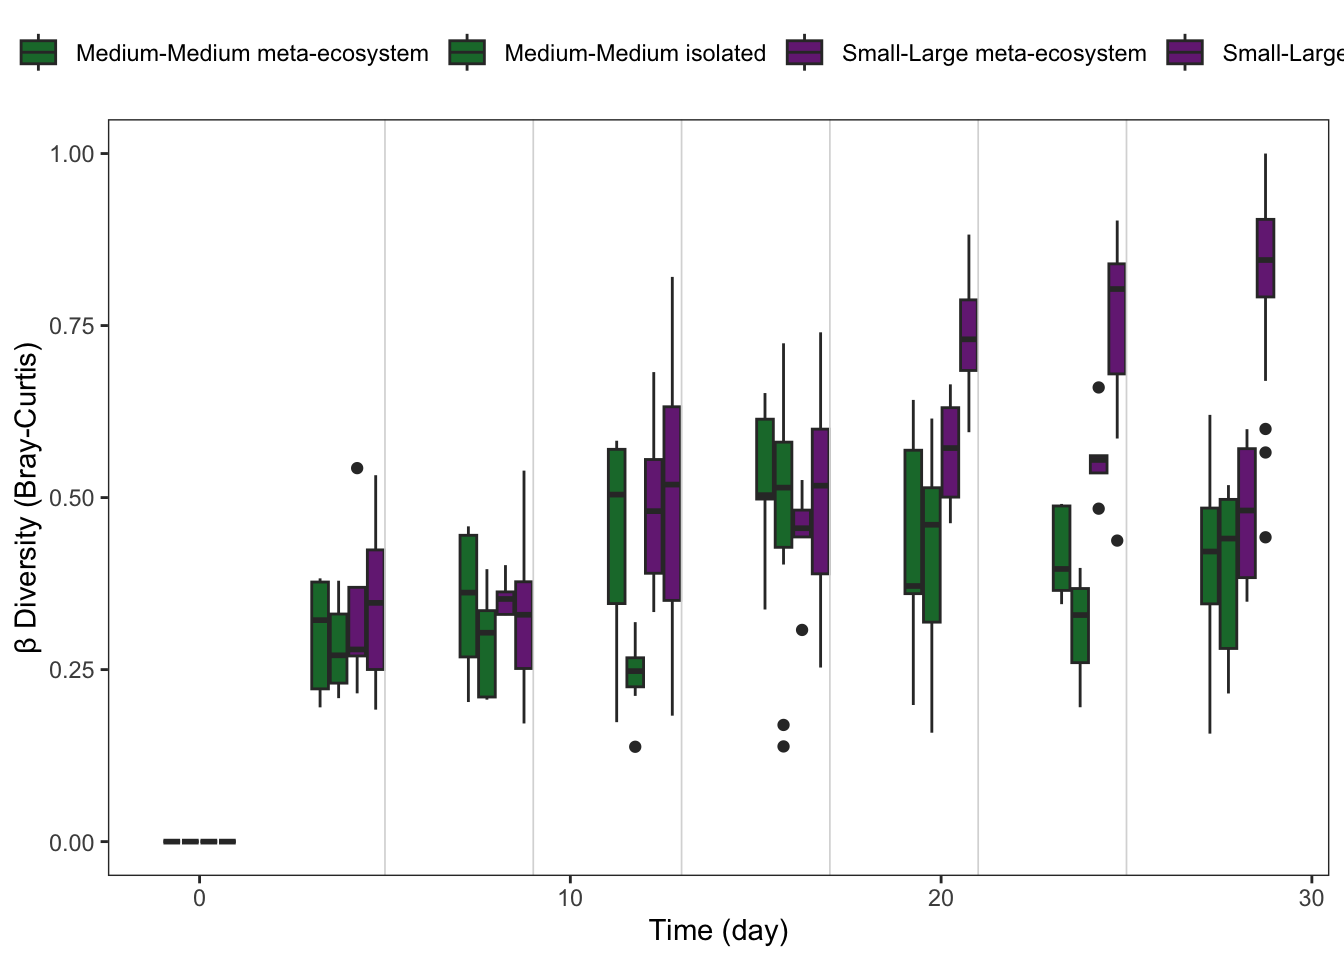 Medium-Medium meta-ecosystem Medium-Medium isolated Small-Large meta-ecosystem Small-Large
1.00
0.75
0.50
0.25
0.00
β Diversity (Bray-Curtis)
0 10 20 30
Time (day)